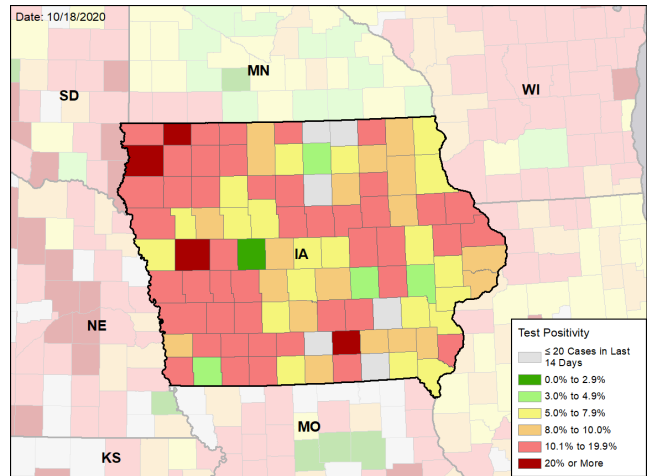 Date: 10/18/2020
MN
SD
WI
IA
NE
MO
KS
Test Positivity
≤ 20 Cases in Last
14 Days
0.0% to 2.9%
3.0% to 4.9%
5.0% to 7.9%
8.0% to 10.0%
10.1% to 19.9%
20% or More